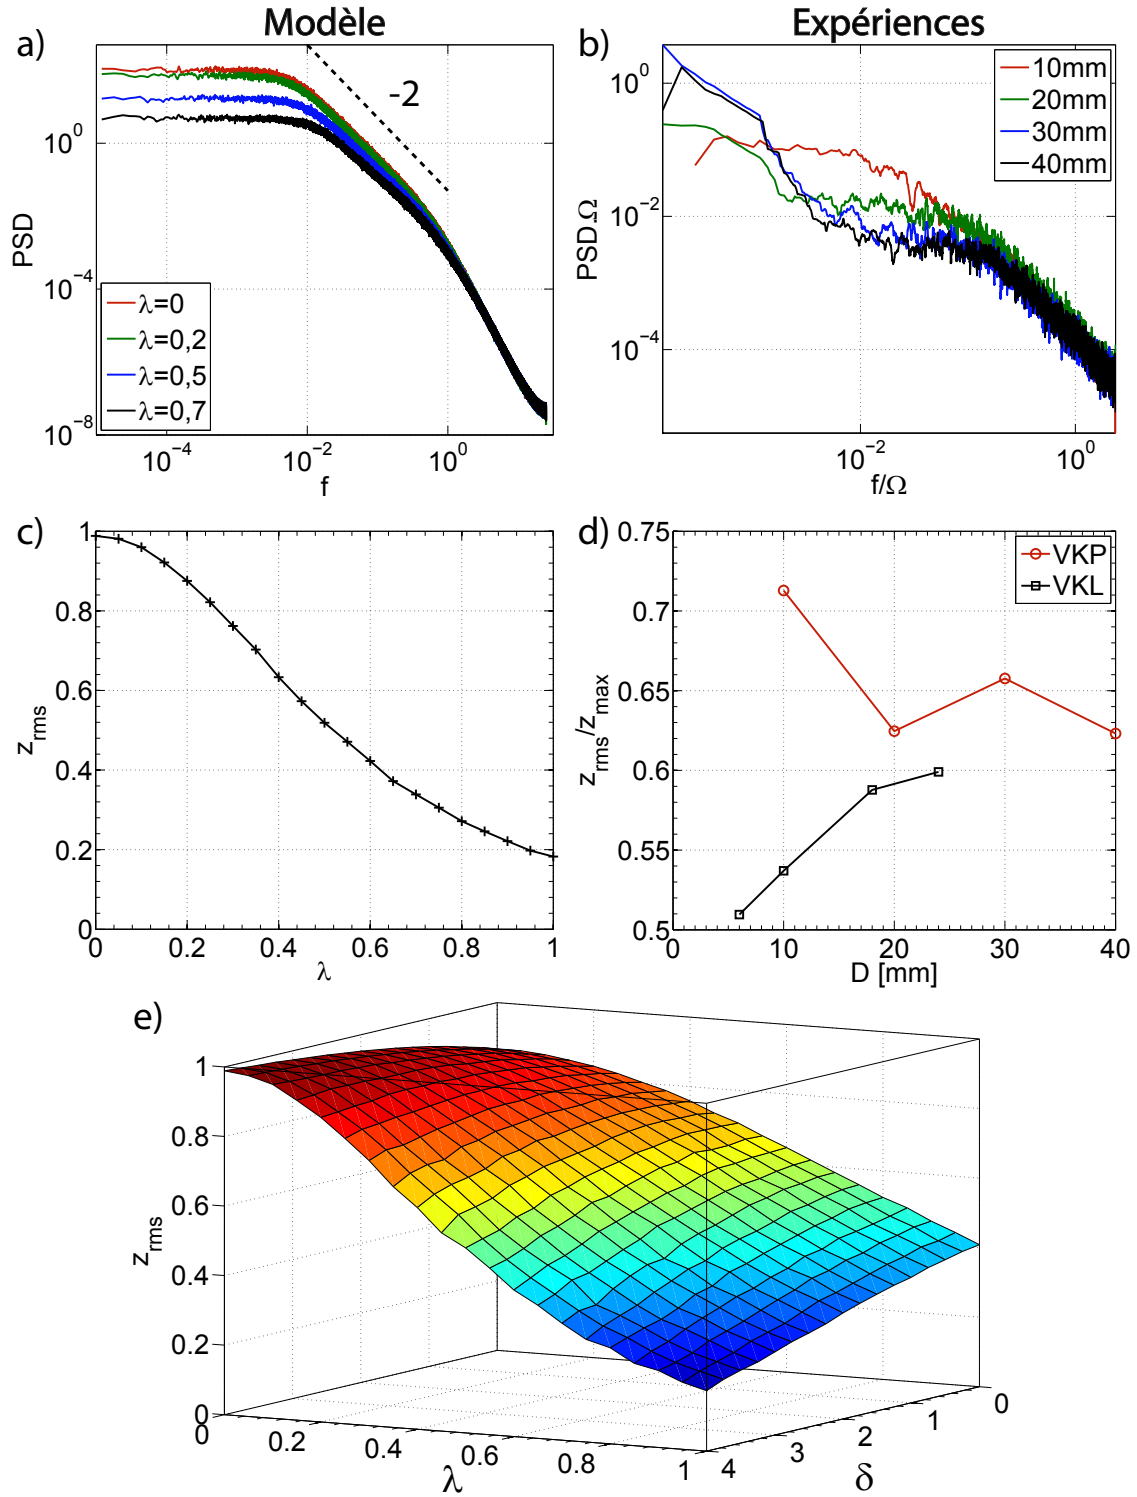 Modèle
Expériences
a)
PSD
10^0
10^-4
10^-8
10^-4
10^-2
10^0
f
-2
λ=0
λ=0,2
λ=0,5
λ=0,7
b)
PSD.Ω
10^0
10^-2
10^-4
10^-2
10^0
f/Ω
10mm
20mm
30mm
40mm
c)
z_rms
1
0.8
0.6
0.4
0.2
0
0
0.2
0.4
0.6
0.8
1
λ
d)
z_rms/z_max
0.75
0.7
0.65
0.6
0.55
0.5
0
10
20
30
40
D [mm]
VKP
VKL
e)
z_rms
1
0.8
0.6
0.4
0.2
0
0
0.2
0.4
0.6
0.8
1
λ
4
3
2
1
0
δ